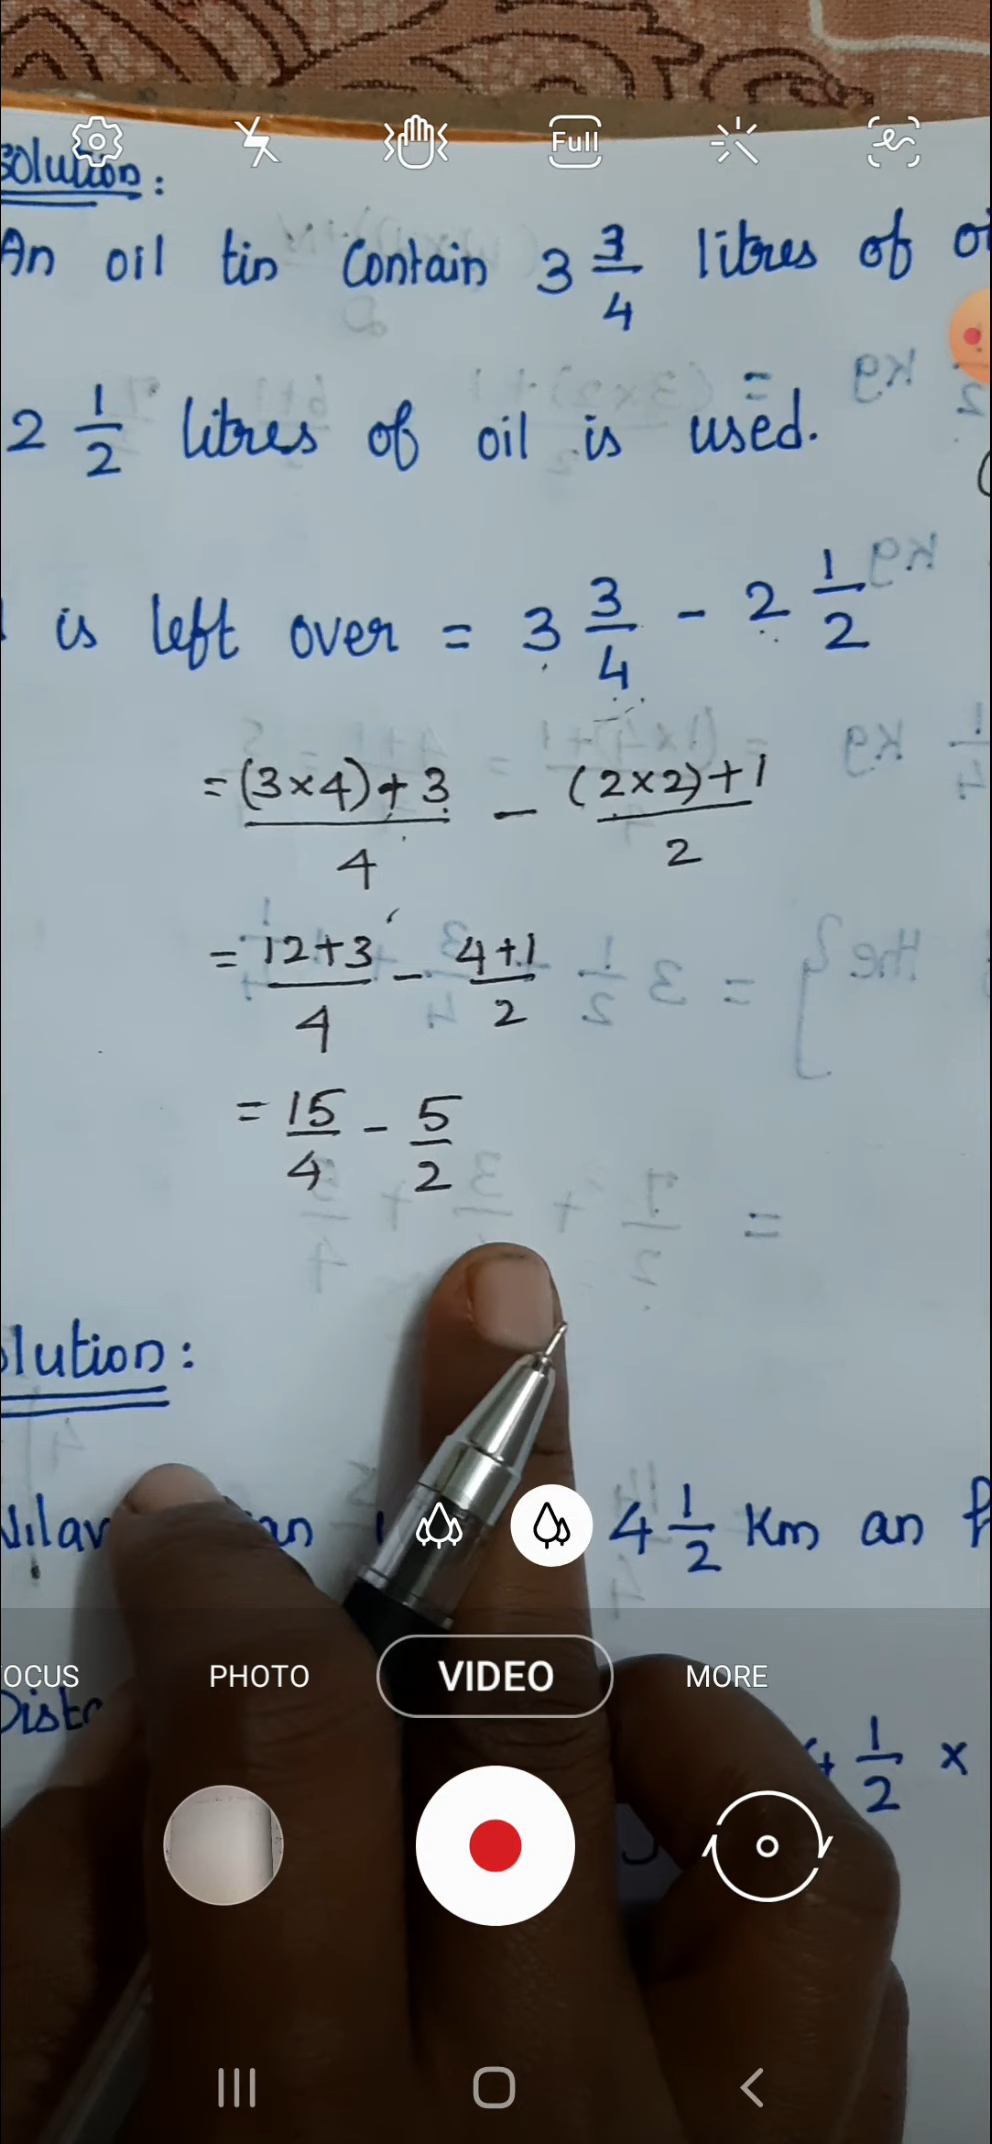 Full
Solution:
An oil tin contain 3 3/4 litres of
2 1/2 litres of oil is used.
is left over = 3 3/4 - 2 1/2
= (3×4)+3/4 - (2×2)+1/2
= 12+3/4 - 4+1/2
= 15/4 - 5/2
lution:
4 1/2 Km an
PHOTO
VIDEO
MORE
OCUS
1/2 ×